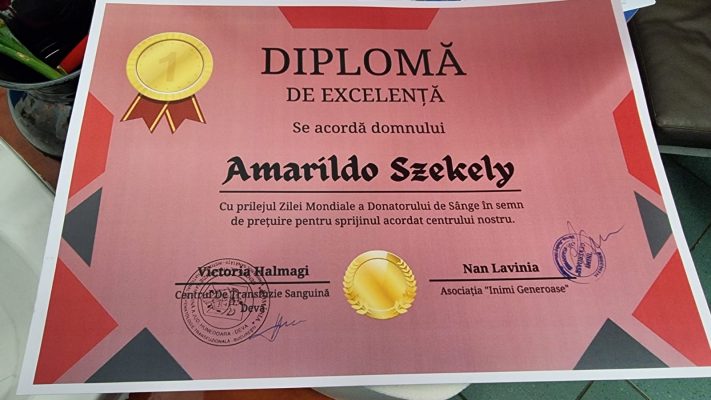 1
DIPLOMĂ
DE EXCELENȚĂ
Se acordă domnului
Amarildo Szekely
Cu prilejul Zilei Mondiale a Donatorului de Sânge în semn
de prețuire pentru sprijinul acordat centrului nostru.
Victoria Halmagi
Centrul De Transfuzie Sanguină
Deva
Nan Lavinia
Asociația "Inimi Generoase"